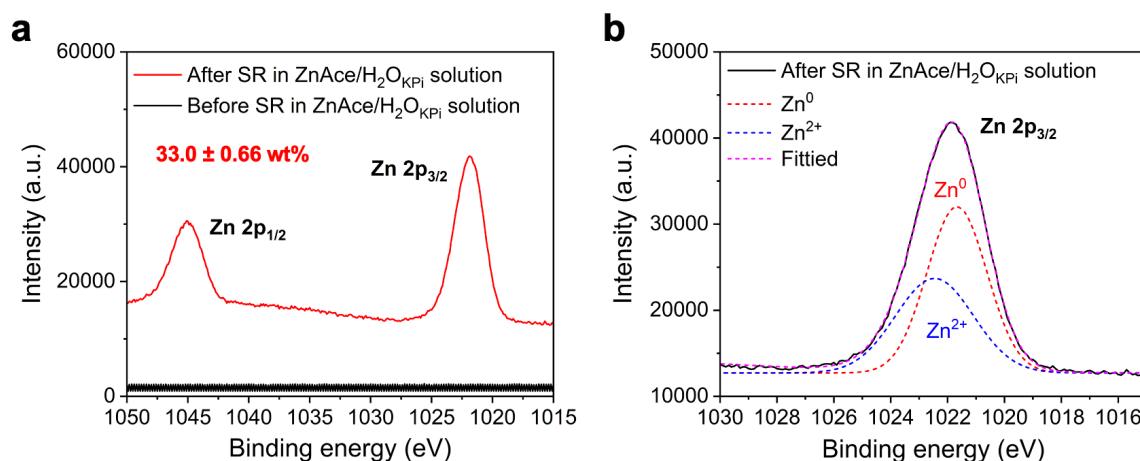 a
60000
40000
20000
0
Intensity (a.u.)
After SR in ZnAce/H₂O_KPi solution
Before SR in ZnAce/H₂O_KPi solution
33.0 ± 0.66 wt%
Zn 2p₃/₂
Zn 2p₁/₂
1050 1045 1040 1035 1030 1025 1020 1015
Binding energy (eV)
b
50000
40000
30000
20000
10000
Intensity (a.u.)
After SR in ZnAce/H₂O_KPi solution
Zn⁰
Zn²⁺
Fittied
Zn 2p₃/₂
Zn⁰
Zn²⁺
1030 1028 1026 1024 1022 1020 1018 1016
Binding energy (eV)